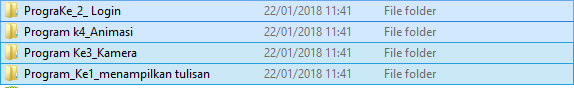 PrograKe_2_ Login 22/01/2018 11:41 File folder
Program k4_Animasi 22/01/2018 11:41 File folder
Program Ke3_Kamera 22/01/2018 11:41 File folder
Program_Ke1_menampilkan tulisan 22/01/2018 11:41 File folder